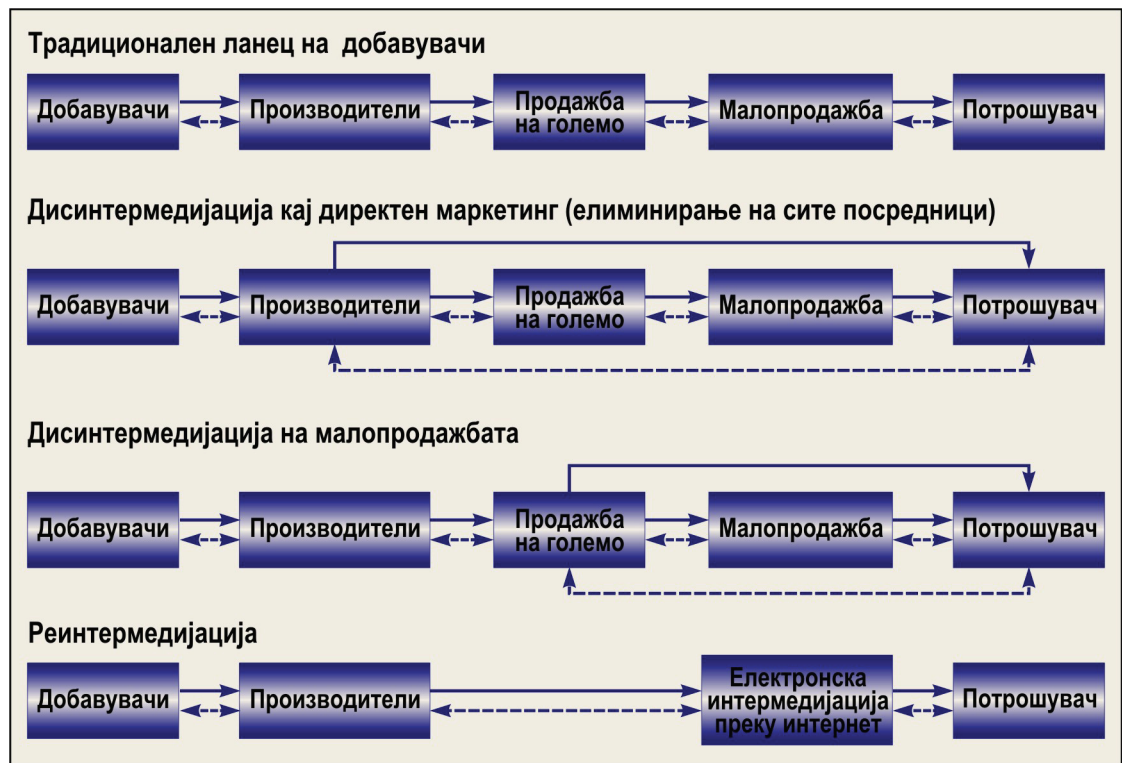 Традиционален ланец на добавувачи
Добавувачи
Производители
Продажба
на големо
Малопродажба
Потрошувач
Дисинтермедијација кај директен маркетинг (елиминирање на сите посредници)
Добавувачи
Производители
Продажба
на големо
Малопродажба
Потрошувач
Дисинтермедијација на малопродажбата
Добавувачи
Производители
Продажба
на големо
Малопродажба
Потрошувач
Реинтермедијација
Добавувачи
Производители
Електронска
интермедијација
преку интернет
Потрошувач